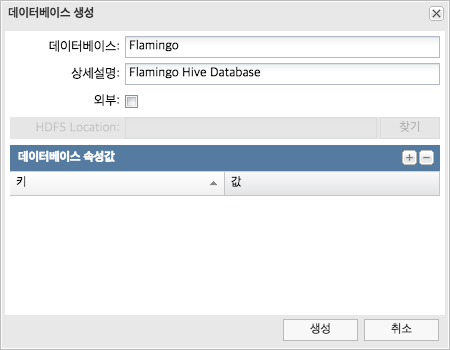 데이터베이스 생성
데이터베이스: Flamingo
상세설명: Flamingo Hive Database
외부:
HDFS Location: 찾기
데이터베이스 속성값
키 값
생성 취소